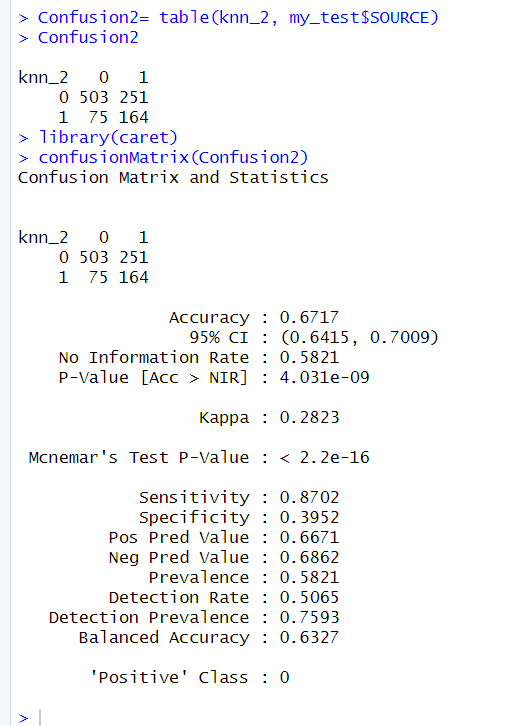 > Confusion2= table(knn_2, my_test$SOURCE)
> Confusion2

knn_2   0   1
    0 503 251
    1  75 164
> library(caret)
> confusionMatrix(Confusion2)
Confusion Matrix and Statistics


knn_2   0   1
    0 503 251
    1  75 164

               Accuracy : 0.6717
                 95% CI : (0.6415, 0.7009)
    No Information Rate : 0.5821
    P-Value [Acc > NIR] : 4.031e-09

                  Kappa : 0.2823

 Mcnemar's Test P-Value : < 2.2e-16

            Sensitivity : 0.8702
            Specificity : 0.3952
         Pos Pred Value : 0.6671
         Neg Pred Value : 0.6862
             Prevalence : 0.5821
         Detection Rate : 0.5065
   Detection Prevalence : 0.7593
      Balanced Accuracy : 0.6327

       'Positive' Class : 0

>